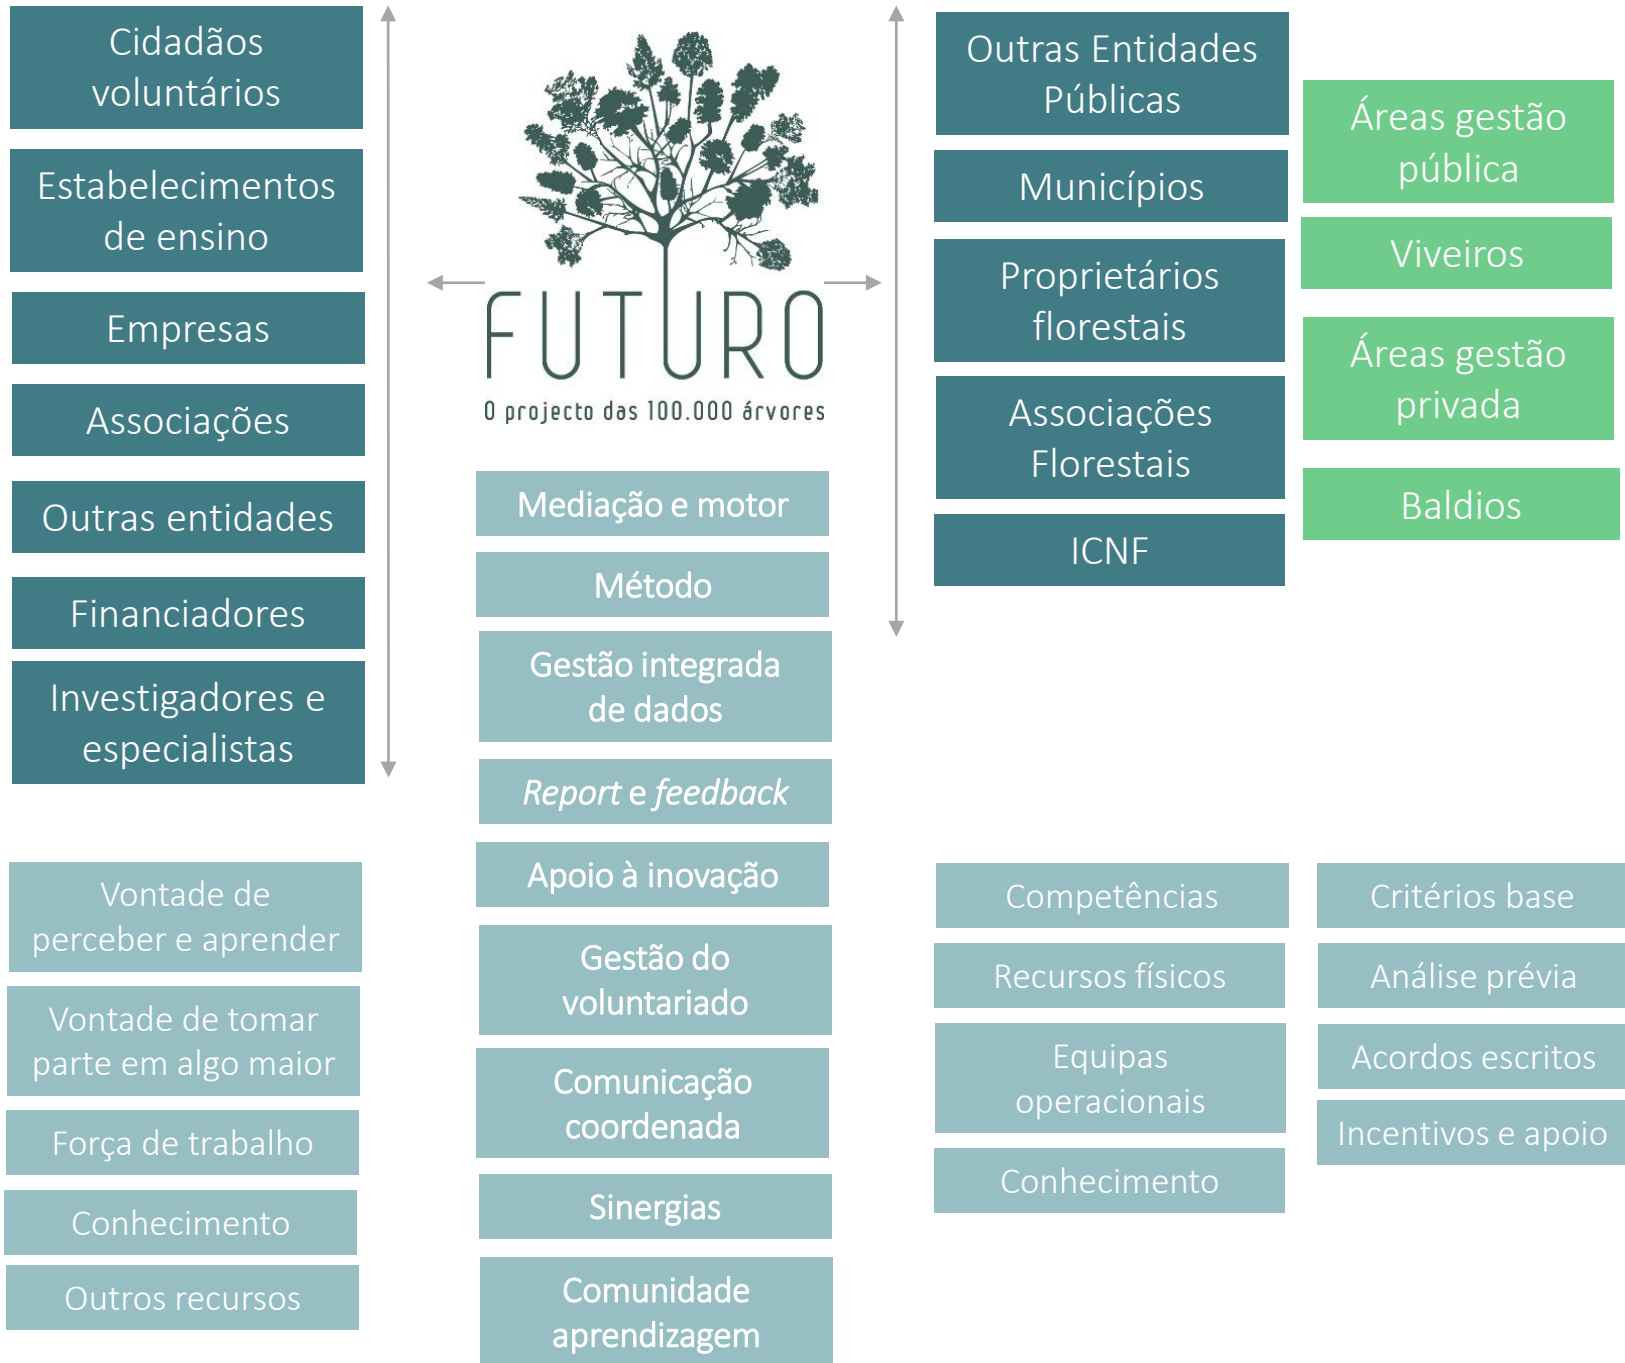 Cidadãos
voluntários
Estabelecimentos
de ensino
Empresas
Associações
Outras entidades
Financiadores
Investigadores e
especialistas
Vontade de
perceber e aprender
Vontade de tomar
parte em algo maior
Força de trabalho
Conhecimento
Outros recursos
FUTURO
O projecto das 100.000 árvores
Mediação e motor
Método
Gestão integrada
de dados
Report e feedback
Apoio à inovação
Gestão do
voluntariado
Comunicação
coordenada
Sinergias
Comunidade
aprendizagem
Outras Entidades
Públicas
Municípios
Proprietários
florestais
Associações
Florestais
ICNF
Áreas gestão
pública
Viveiros
Áreas gestão
privada
Baldios
Competências
Recursos físicos
Equipas
operacionais
Conhecimento
Critérios base
Análise prévia
Acordos escritos
Incentivos e apoio